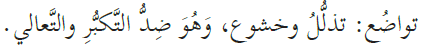 تواضُع: تذلُّلُ وخشوع، وَهُوَ ضِدُّ التَّكبُّرِ والتَّعالي.